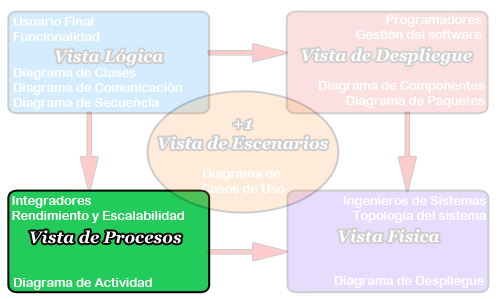 Usuario Final
Funcionalidad
Vista Lógica
Diagrama de Clases
Diagrama de Comunicación
Diagrama de Secuencia
Programadores
Gestión del software
Vista de Despliegue
Diagrama de Componentes
Diagrama de Paquetes
+1
Vista de Escenarios
Diagrama de
Casos de Uso
Integradores
Rendimiento y Escalabilidad
Vista de Procesos
Diagrama de Actividad
Ingenieros de Sistemas
Topología del sistema
Vista Física
Diagrama de Despliegue